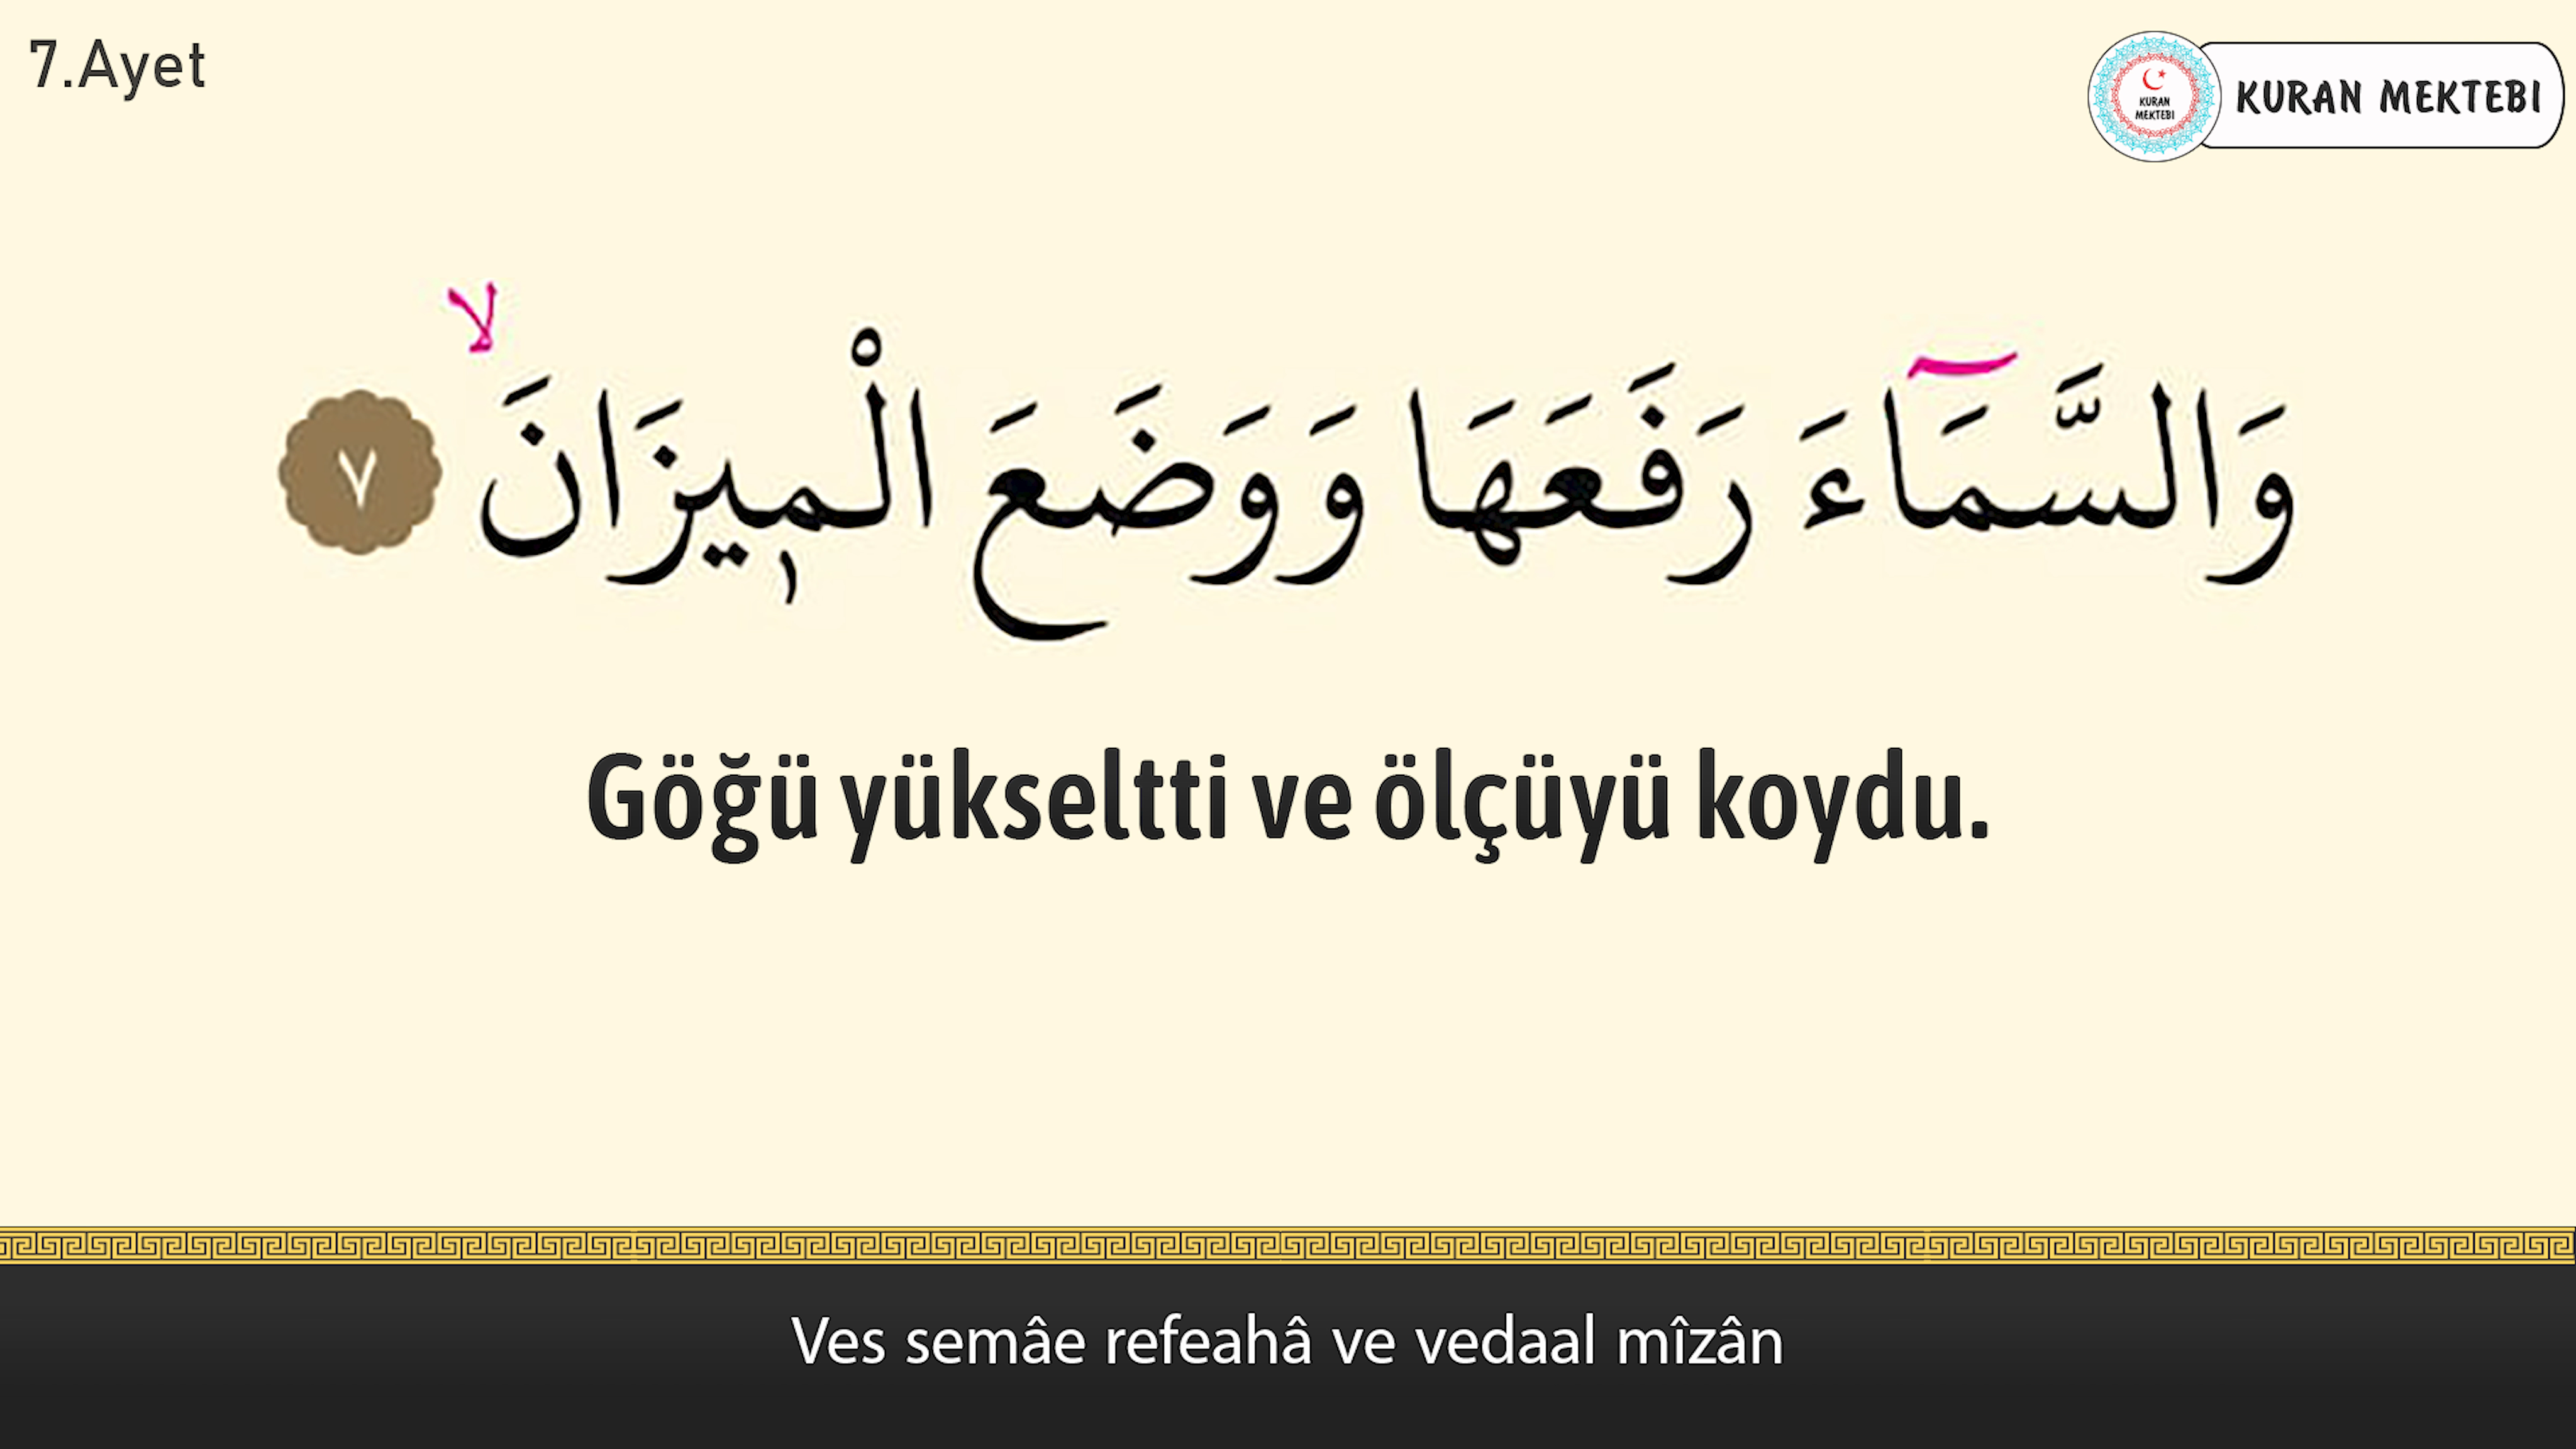 7.Ayet
KURAN
MEKTEBİ
KURAN MEKTEBI
وَالسَّمَٓاءَ رَفَعَهَا وَوَضَعَ الْم۪يزَانَۙ ٧
Göğü yükseltti ve ölçüyü koydu.
Ves semâe refeahâ ve vedaal mîzân